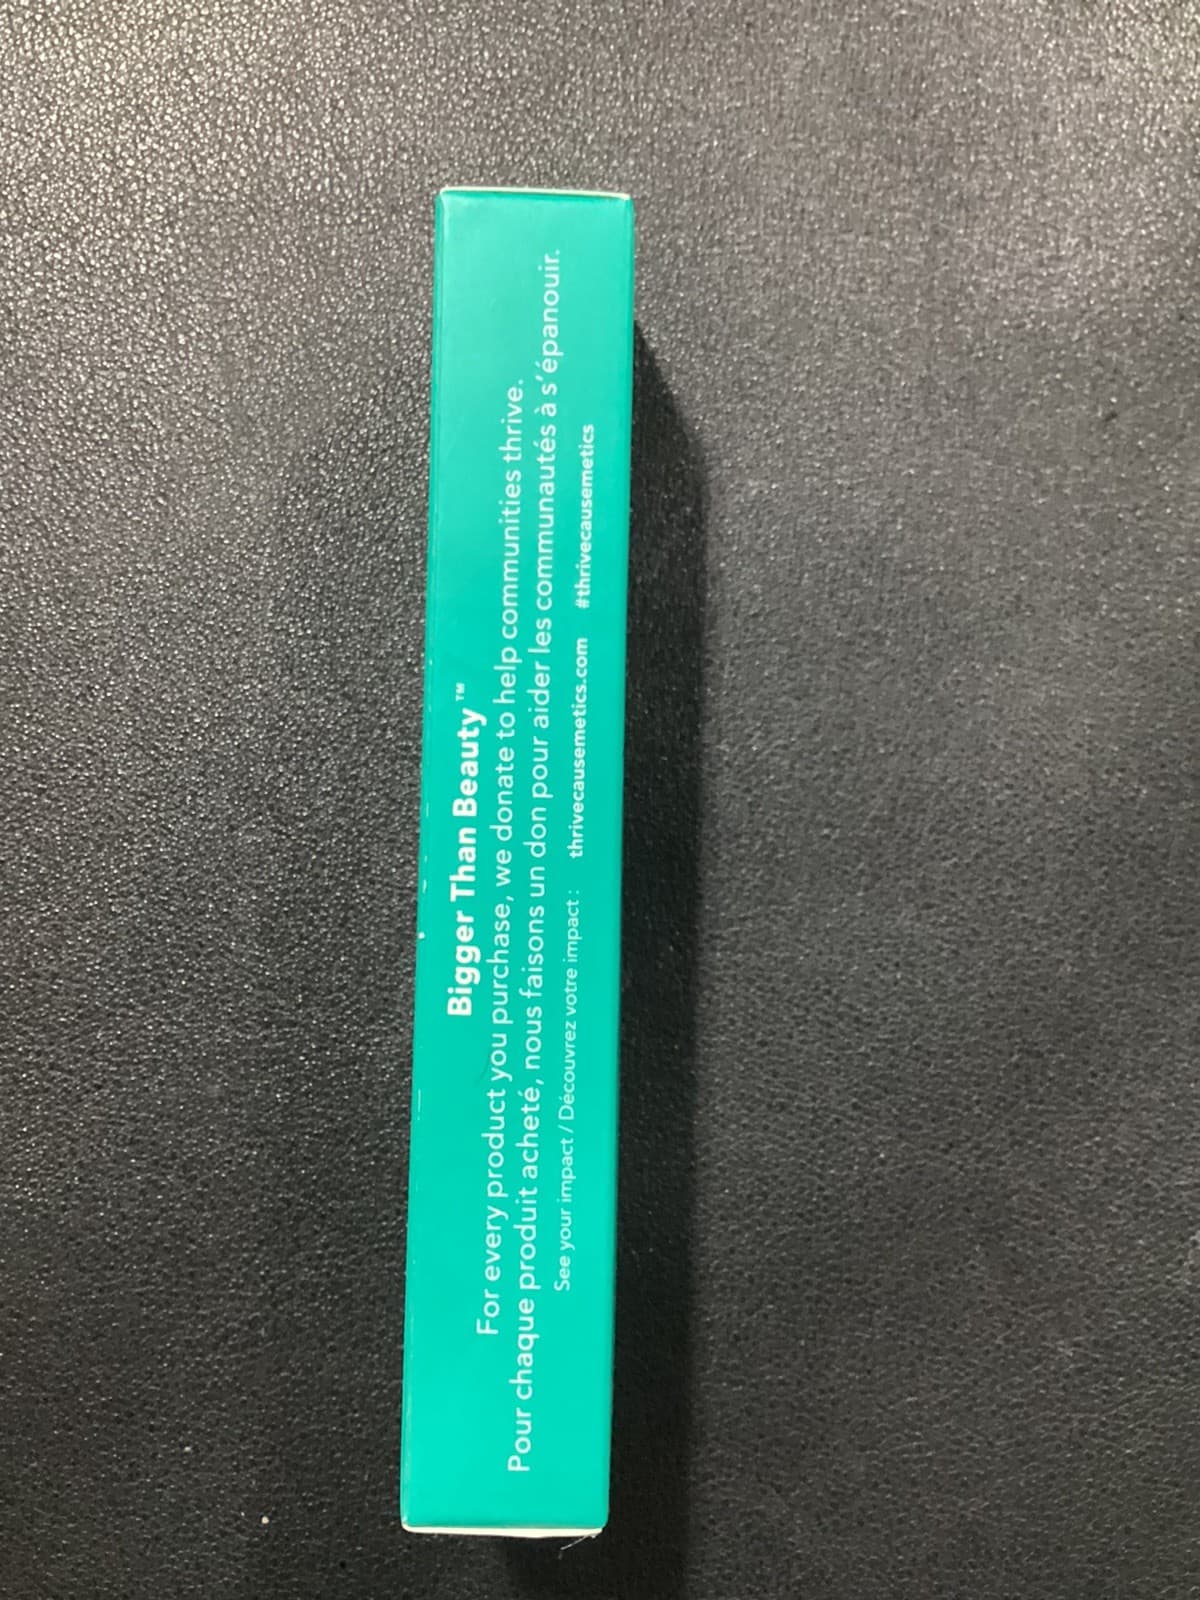 Bigger Than Beauty™
For every product you purchase, we donate to help communities thrive.
Pour chaque produit acheté, nous faisons un don pour aider les communautés à s'épanouir.
See your impact / Découvrez votre impact : thrivecausemetics.com #thrivecausemetics